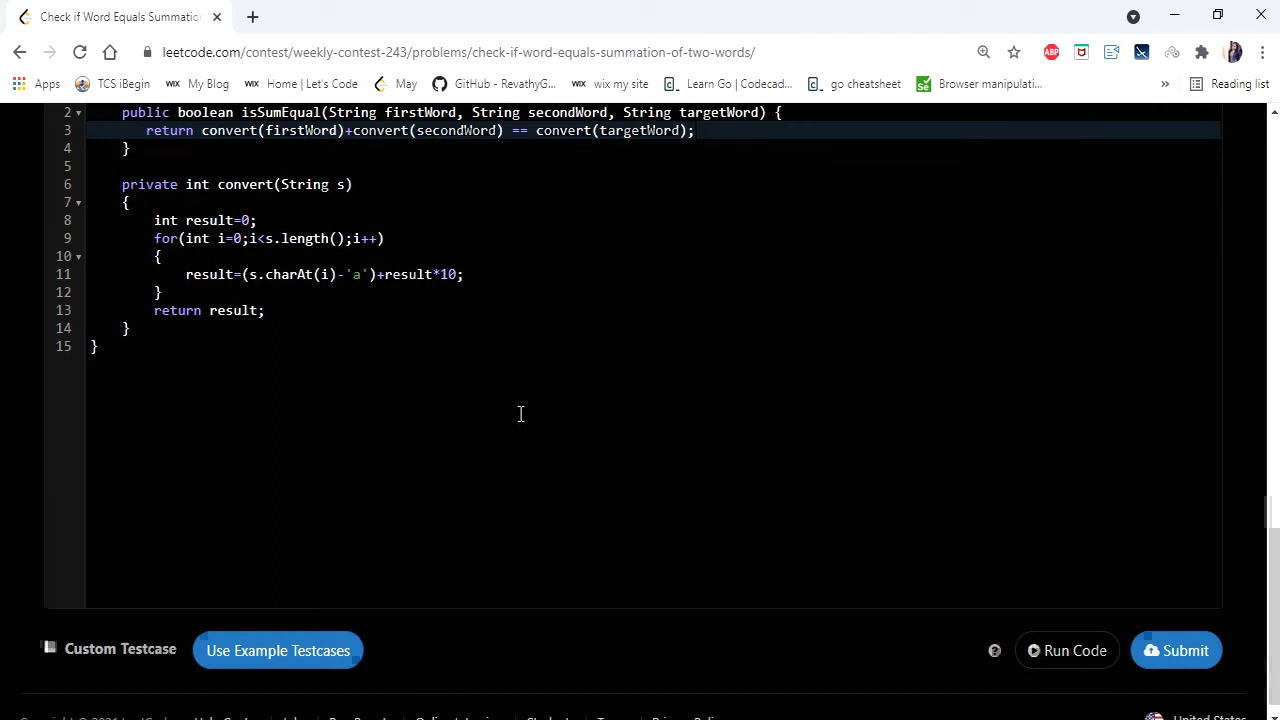 Check if Word Equals Summation
leetcode.com/contest/weekly-contest-243/problems/check-if-word-equals-summation-of-two-words/
Apps TCS iBegin WIX My Blog WIX Home | Let's Code May GitHub - RevathyG... WIX wix my site Learn Go | Codecad... go cheatsheet Browser manipulati... » Reading list
2 public boolean isSumEqual(String firstWord, String secondWord, String targetWord) {
3 return convert(firstWord)+convert(secondWord) == convert(targetWord);
4 }
5
6 private int convert(String s)
7 {
8 int result=0;
9 for(int i=0;i<s.length();i++)
10 {
11 result=(s.charAt(i)-'a')+result*10;
12 }
13 return result;
14 }
15 }
Custom Testcase Use Example Testcases ? Run Code Submit